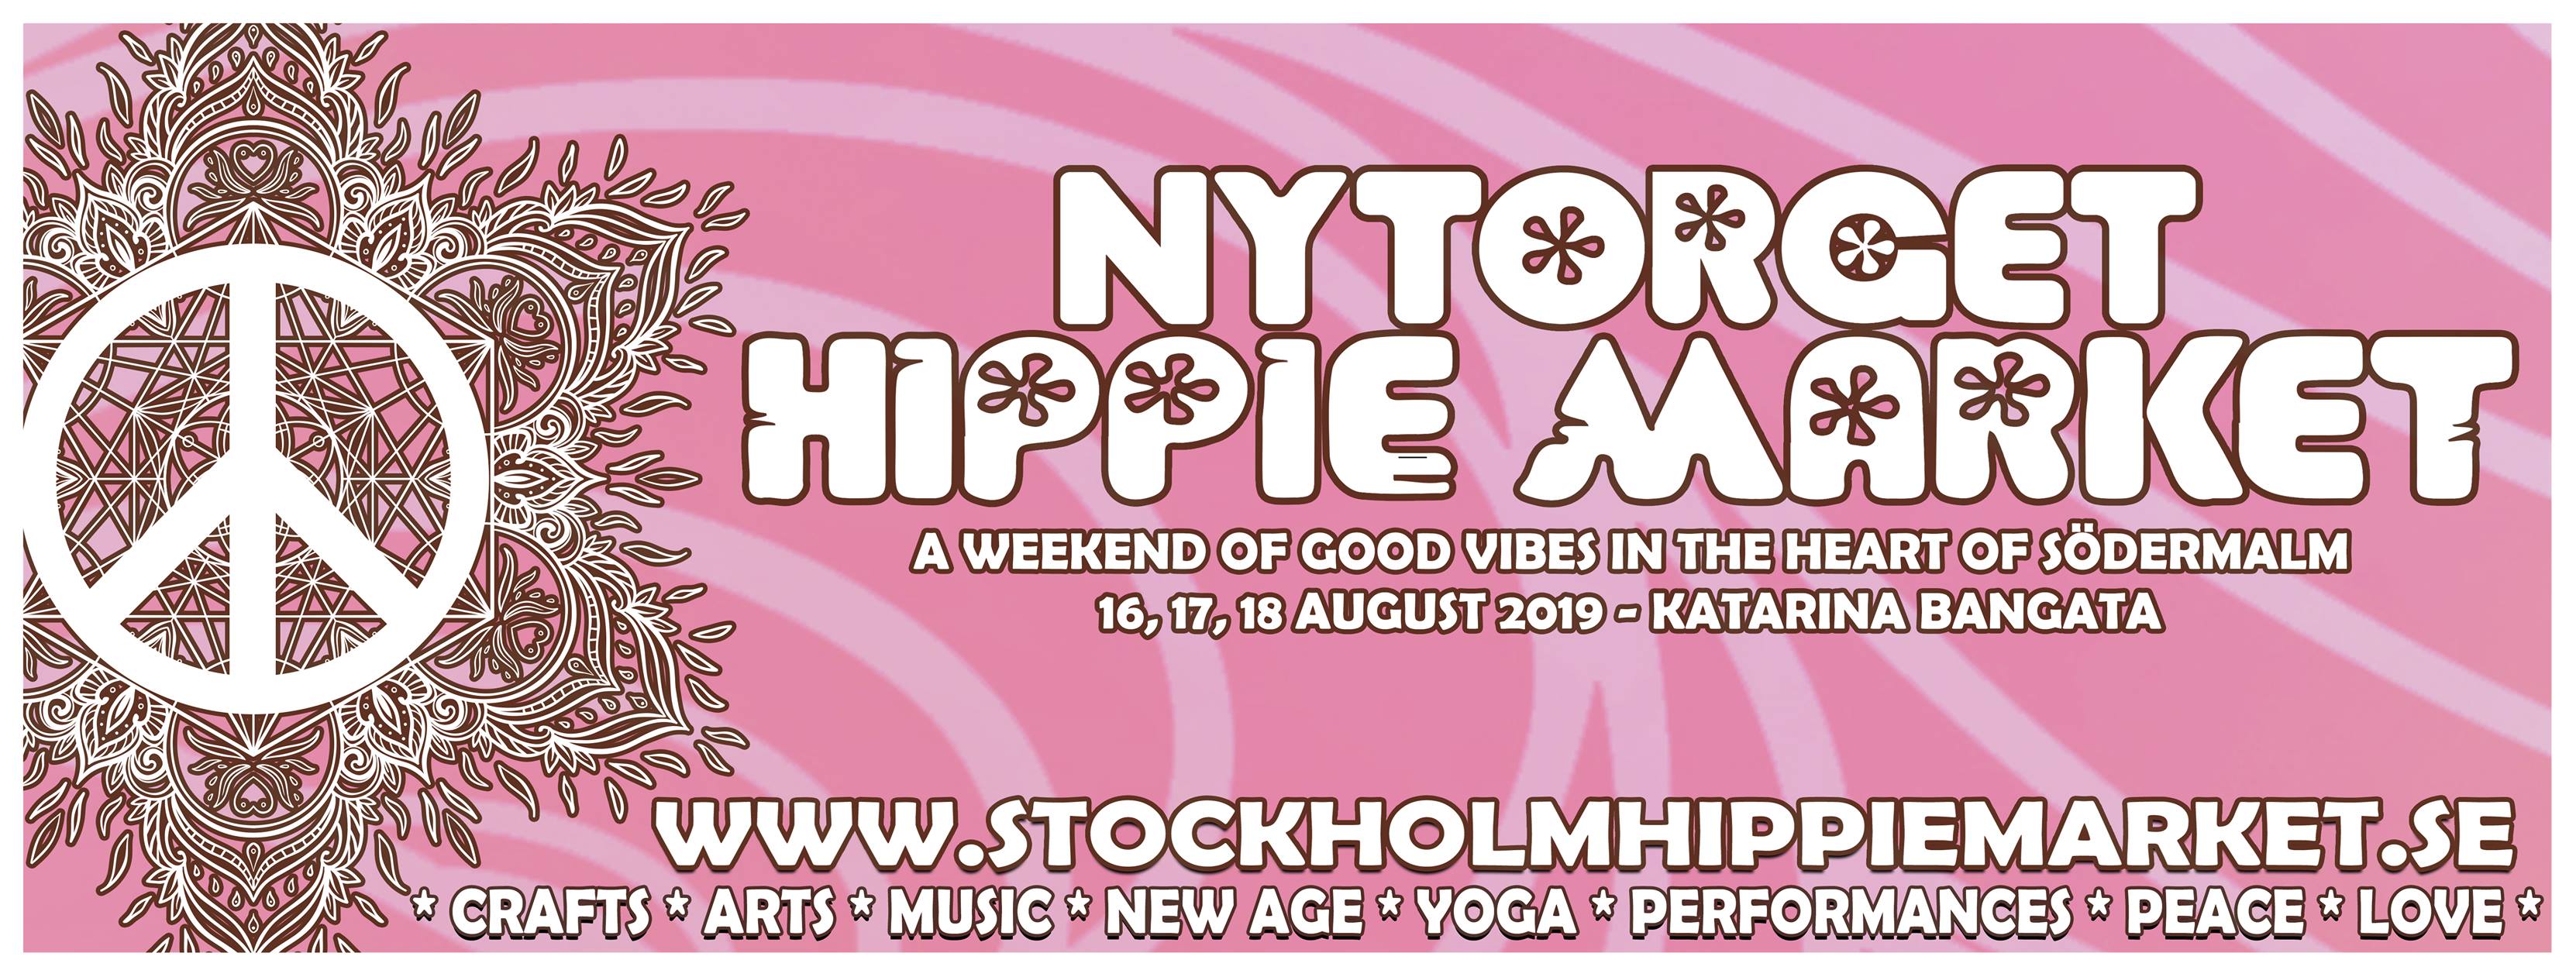 NYTORGET
HIPPIE MARKET
A WEEKEND OF GOOD VIBES IN THE HEART OF SÖDERMALM
16, 17, 18 AUGUST 2019 - KATARINA BANGATA
WWW.STOCKHOLMHIPPIEMARKET.SE
* CRAFTS * ARTS * MUSIC * NEW AGE * YOGA * PERFORMANCES * PEACE * LOVE *